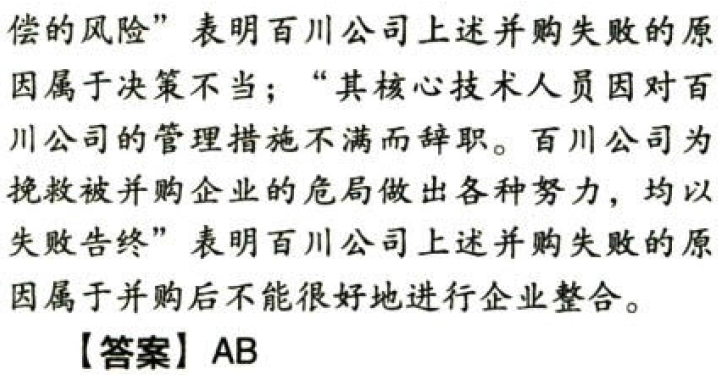 偿的风险”表明百川公司上述并购失败的原
因属于决策不当；“其核心技术人员因对百
川公司的管理措施不满而辞职。百川公司为
挽救被并购企业的危局做出各种努力，均以
失败告终”表明百川公司上述并购失败的原
因属于并购后不能很好地进行企业整合。
【答案】AB